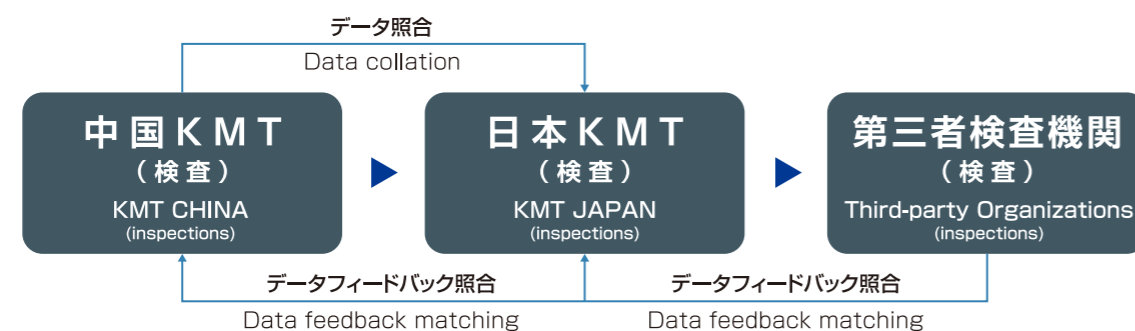 データ照合
Data collation
中国KMT
（検査）
KMT CHINA
(inspections)
日本KMT
（検査）
KMT JAPAN
(inspections)
第三者検査機関
（検査）
Third-party Organizations
(inspections)
データフィードバック照合
Data feedback matching
データフィードバック照合
Data feedback matching